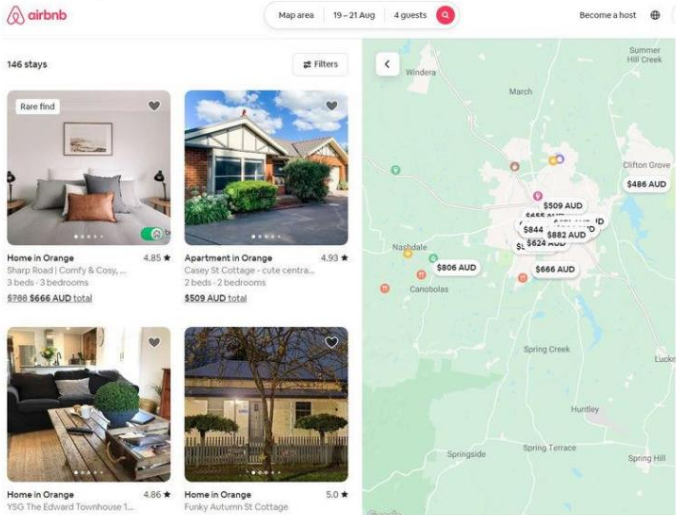 airbnb
Map area 19 – 21 Aug 4 guests
Become a host
146 stays
Filters
Rare find
Home in Orange 4.85 ★
Sharp Road | Comfy & Cosy, ...
3 beds · 3 bedrooms
$788 $666 AUD total
Apartment in Orange 4.93 ★
Casey St Cottage - cute centra...
2 beds · 2 bedrooms
$509 AUD total
Home in Orange 4.86 ★
YSG The Edward Townhouse 1...
Home in Orange 5.0 ★
Funky Autumn St Cottage
Summer
Hill Creek
Windera
March
Clifton Grove
$486 AUD
$509 AUD
$844
$882 AUD
$624 AUD
Nashdale
$806 AUD
$666 AUD
Canobolas
Spring Creek
Huntley
Springside
Spring Terrace
Spring Hill